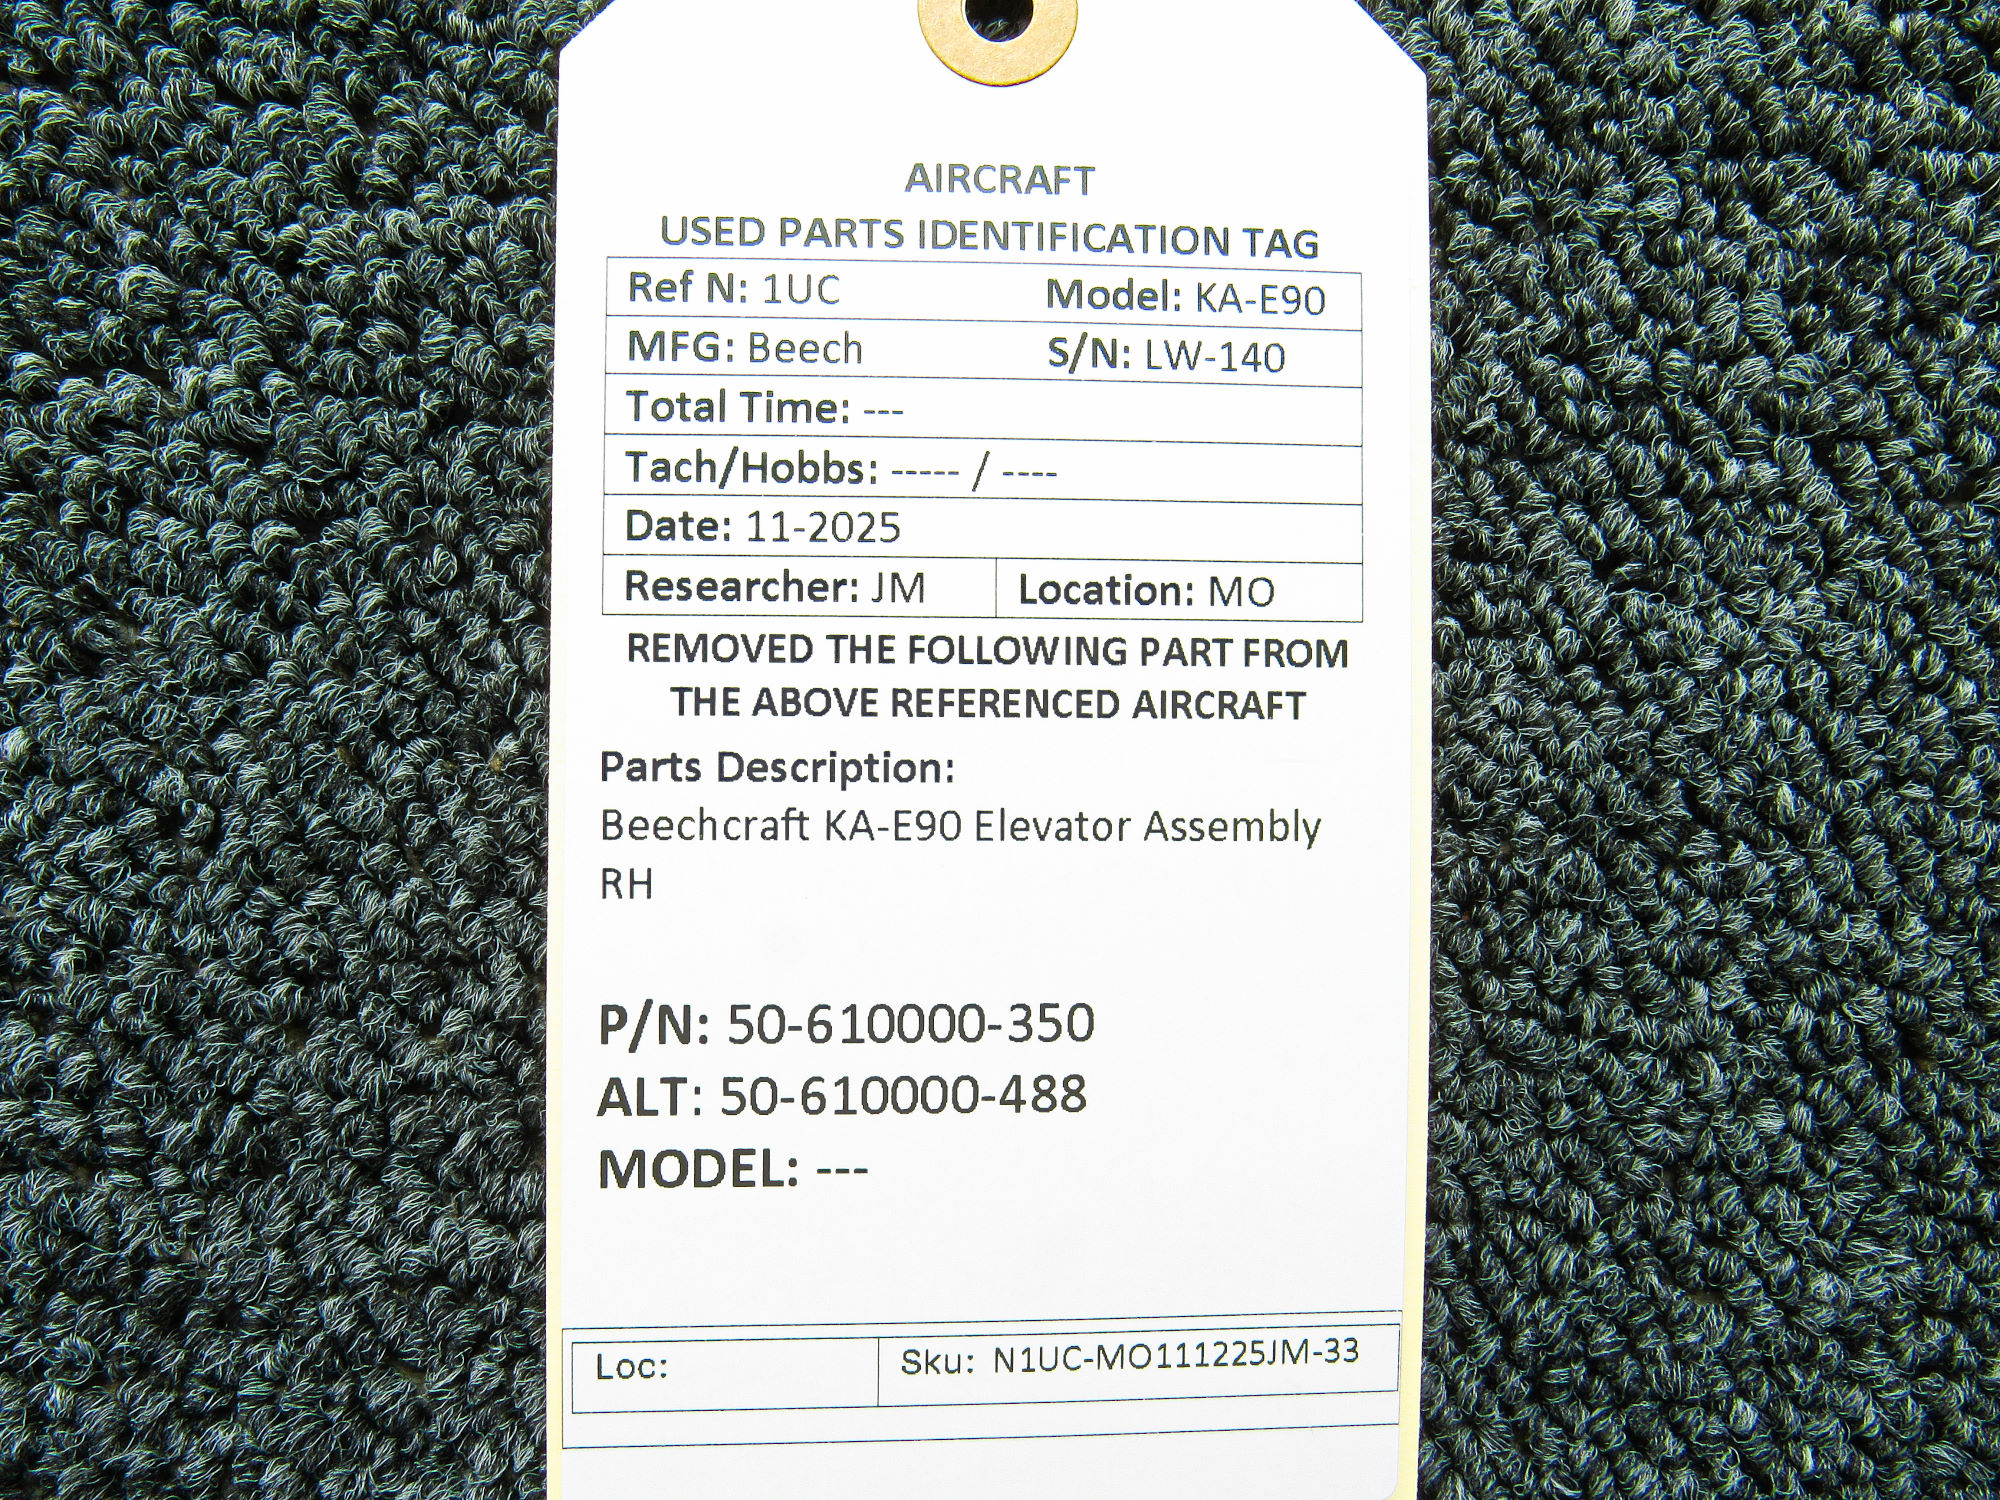 AIRCRAFT
USED PARTS IDENTIFICATION TAG
Ref N: 1UC Model: KA-E90
MFG: Beech S/N: LW-140
Total Time: ---
Tach/Hobbs: ----- / ----
Date: 11-2025
Researcher: JM Location: MO
REMOVED THE FOLLOWING PART FROM
THE ABOVE REFERENCED AIRCRAFT
Parts Description:
Beechcraft KA-E90 Elevator Assembly
RH
P/N: 50-610000-350
ALT: 50-610000-488
MODEL: ---
Loc: Sku: N1UC-MO111225JM-33